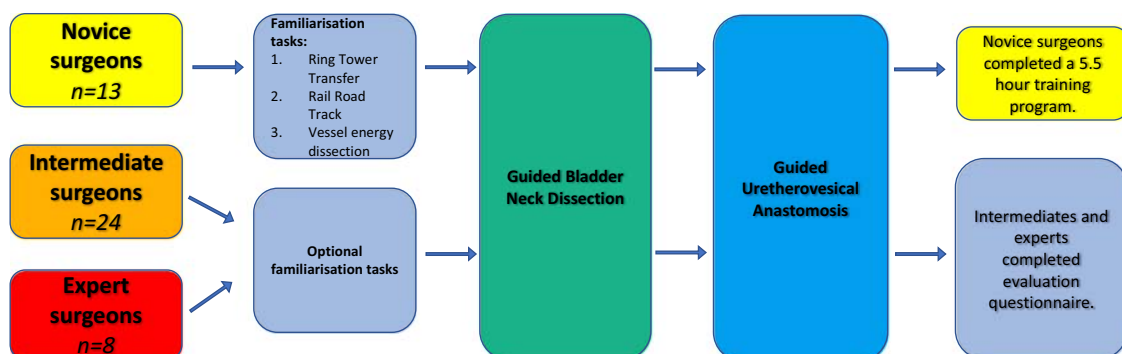 Novice
surgeons
n=13
Familiarisation
tasks:
1. Ring Tower
Transfer
2. Rail Road
Track
3. Vessel energy
dissection
Novice surgeons
completed a 5.5
hour training
program.
Intermediate
surgeons
n=24
Guided Bladder
Neck Dissection
Guided
Uretherovesical
Anastomosis
Optional
familiarisation tasks
Intermediates and
experts
completed
evaluation
questionnaire.
Expert
surgeons
n=8